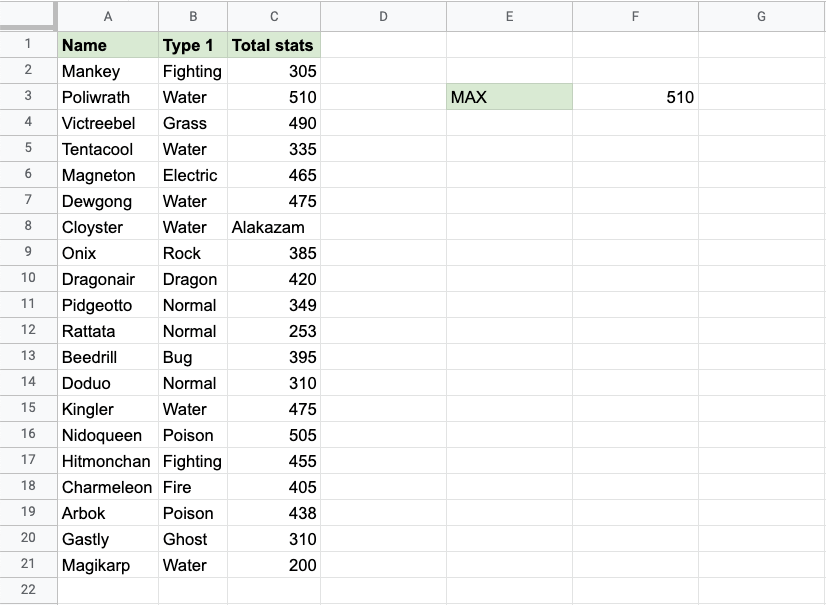 A B C D E F G
1 Name Type 1 Total stats
2 Mankey Fighting 305
3 Poliwrath Water 510 MAX 510
4 Victreebel Grass 490
5 Tentacool Water 335
6 Magneton Electric 465
7 Dewgong Water 475
8 Cloyster Water Alakazam
9 Onix Rock 385
10 Dragonair Dragon 420
11 Pidgeotto Normal 349
12 Rattata Normal 253
13 Beedrill Bug 395
14 Doduo Normal 310
15 Kingler Water 475
16 Nidoqueen Poison 505
17 Hitmonchan Fighting 455
18 Charmeleon Fire 405
19 Arbok Poison 438
20 Gastly Ghost 310
21 Magikarp Water 200
22